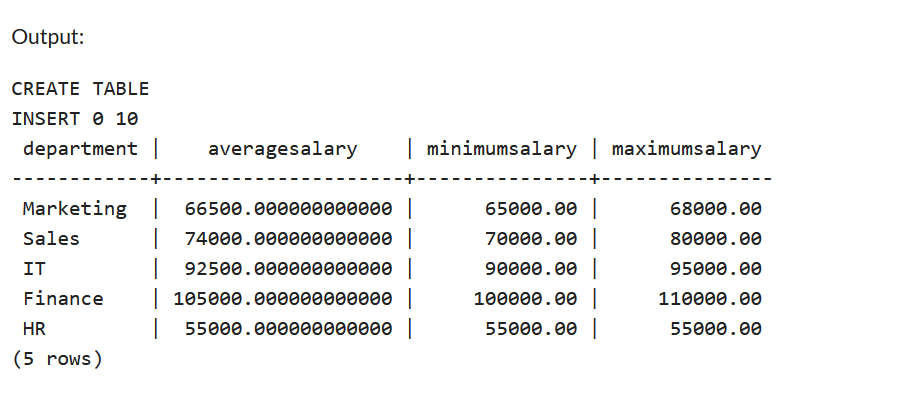 Output:
CREATE TABLE
INSERT 0 10
 department |    averagesalary    | minimumsalary | maximumsalary
------------+---------------------+---------------+---------------
 Marketing  |  66500.000000000000 |      65000.00 |      68000.00
 Sales      |  74000.000000000000 |      70000.00 |      80000.00
 IT         |  92500.000000000000 |      90000.00 |      95000.00
 Finance    | 105000.000000000000 |     100000.00 |     110000.00
 HR         |  55000.000000000000 |      55000.00 |      55000.00
(5 rows)